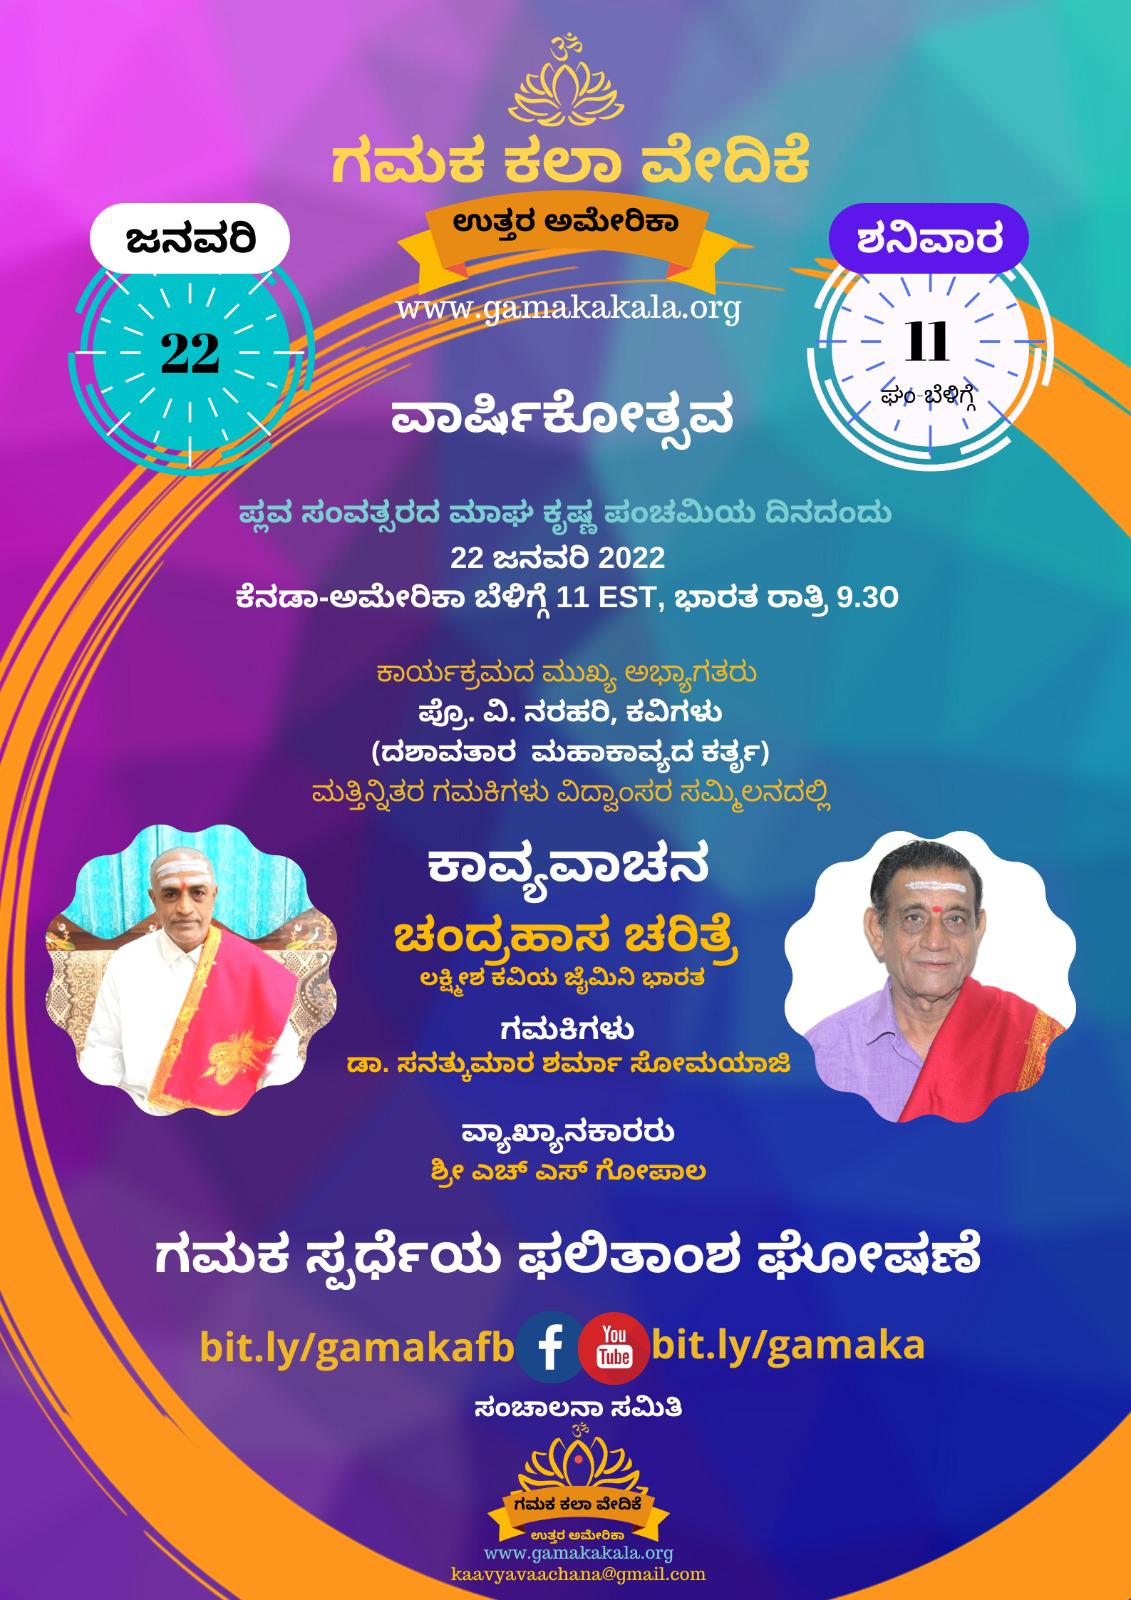 ॐ
ಗಮಕ ಕಲಾ ವೇದಿಕೆ
ಉತ್ತರ ಅಮೇರಿಕಾ
www.gamakakala.org
ಜನವರಿ
22
ಶನಿವಾರ
11
ಘಂ-ಬೆಳಿಗ್ಗೆ
ವಾರ್ಷಿಕೋತ್ಸವ
ಪ್ಲವ ಸಂವತ್ಸರದ ಮಾಘ ಕೃಷ್ಣ ಪಂಚಮಿಯ ದಿನದಂದು
22 ಜನವರಿ 2022
ಕೆನಡಾ-ಅಮೇರಿಕಾ ಬೆಳಿಗ್ಗೆ 11 EST, ಭಾರತ ರಾತ್ರಿ 9.30
ಕಾರ್ಯಕ್ರಮದ ಮುಖ್ಯ ಅಭ್ಯಾಗತರು
ಪ್ರೊ. ವಿ. ನರಹರಿ, ಕವಿಗಳು
(ದಶಾವತಾರ ಮಹಾಕಾವ್ಯದ ಕರ್ತೃ)
ಮತ್ತಿನ್ನಿತರ ಗಮಕಿಗಳು ವಿದ್ವಾಂಸರ ಸಮ್ಮಿಲನದಲ್ಲಿ
ಕಾವ್ಯವಾಚನ
ಚಂದ್ರಹಾಸ ಚರಿತ್ರೆ
ಲಕ್ಷ್ಮೀಶ ಕವಿಯ ಜೈಮಿನಿ ಭಾರತ
ಗಮಕಿಗಳು
ಡಾ. ಸನತ್ಕುಮಾರ ಶರ್ಮಾ ಸೋಮಯಾಜಿ
ವ್ಯಾಖ್ಯಾನಕಾರರು
ಶ್ರೀ ಎಚ್ ಎಸ್ ಗೋಪಾಲ
ಗಮಕ ಸ್ಪರ್ಧೆಯ ಫಲಿತಾಂಶ ಘೋಷಣೆ
bit.ly/gamakafb f You Tube bit.ly/gamaka
ಸಂಚಾಲನಾ ಸಮಿತಿ
ॐ
ಗಮಕ ಕಲಾ ವೇದಿಕೆ
ಉತ್ತರ ಅಮೇರಿಕಾ
www.gamakakala.org
kaavyavaachana@gmail.com